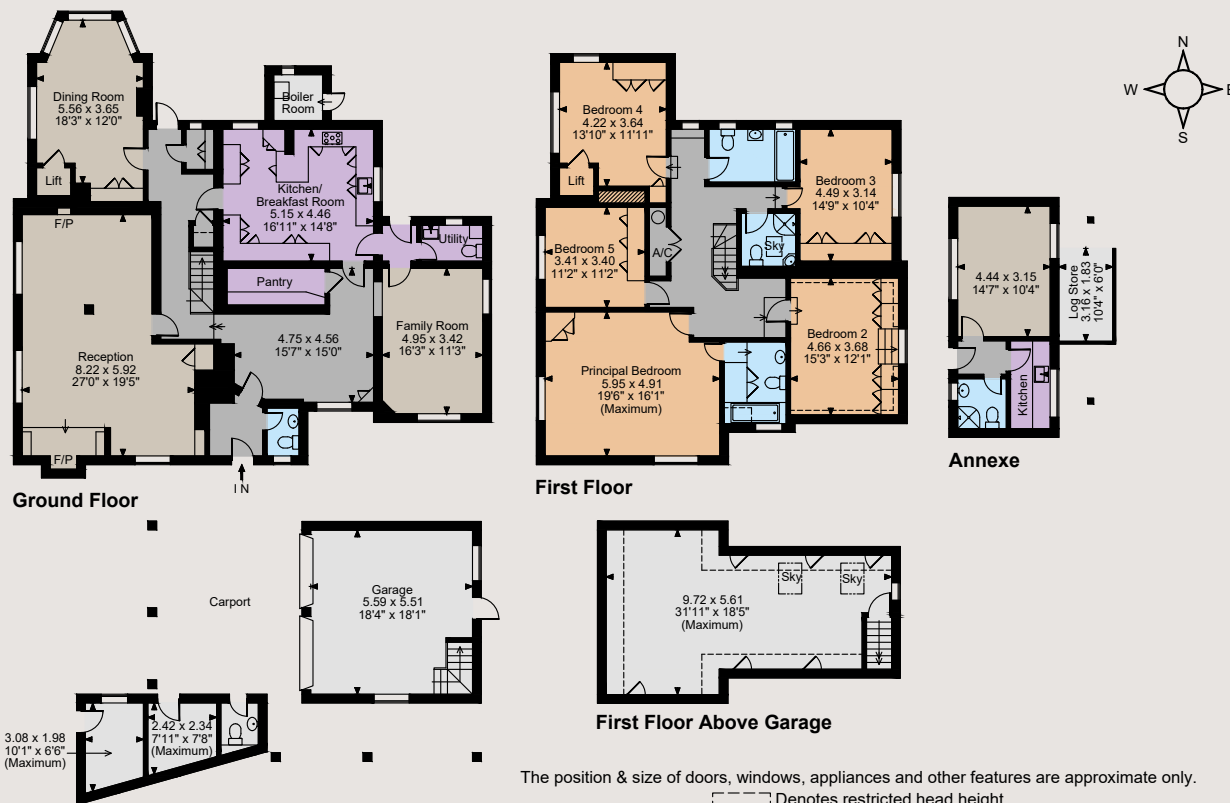 Dining Room
5.56 x 3.65
18'3" x 12'0"
Lift
Boiler
Room
Kitchen/
Breakfast Room
5.15 x 4.46
16'11" x 14'8"
Utility
F/P
Pantry
4.75 x 4.56
15'7" x 15'0"
Family Room
4.95 x 3.42
16'3" x 11'3"
Reception
8.22 x 5.92
27'0" x 19'5"
F/P
IN
Ground Floor
Bedroom 4
4.22 x 3.64
13'10" x 11'11"
Lift
Bedroom 3
4.49 x 3.14
14'9" x 10'4"
Sky
A/C
Bedroom 5
3.41 x 3.40
11'2" x 11'2"
Bedroom 2
4.66 x 3.68
15'3" x 12'1"
Principal Bedroom
5.95 x 4.91
19'6" x 16'1"
(Maximum)
First Floor
N
W
E
S
4.44 x 3.15
14'7" x 10'4"
Log Store
3.16 x 1.83
10'4" x 6'0"
Kitchen
Annexe
Carport
Garage
5.59 x 5.51
18'4" x 18'1"
3.08 x 1.98
10'1" x 6'6"
(Maximum)
2.42 x 2.34
7'11" x 7'8"
(Maximum)
Sky
Sky
9.72 x 5.61
31'11" x 18'5"
(Maximum)
First Floor Above Garage
The position & size of doors, windows, appliances and other features are approximate only.
Denotes restricted head height